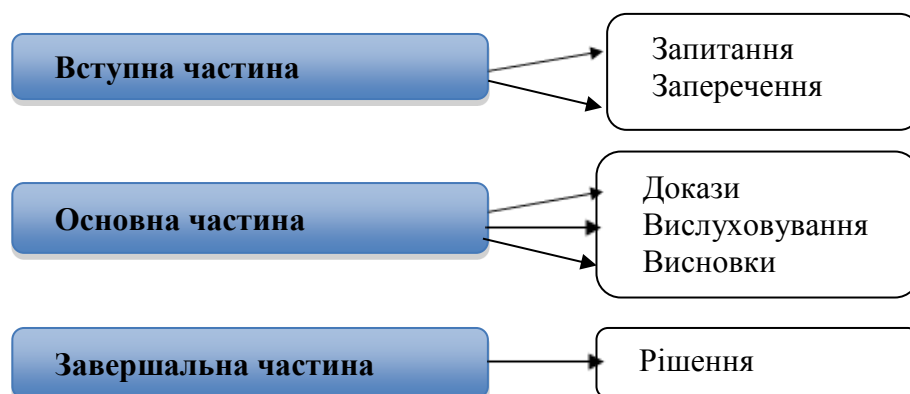 Вступна частина
Запитання
Заперечення
Основна частина
Докази
Вислуховування
Висновки
Завершальна частина
Рішення